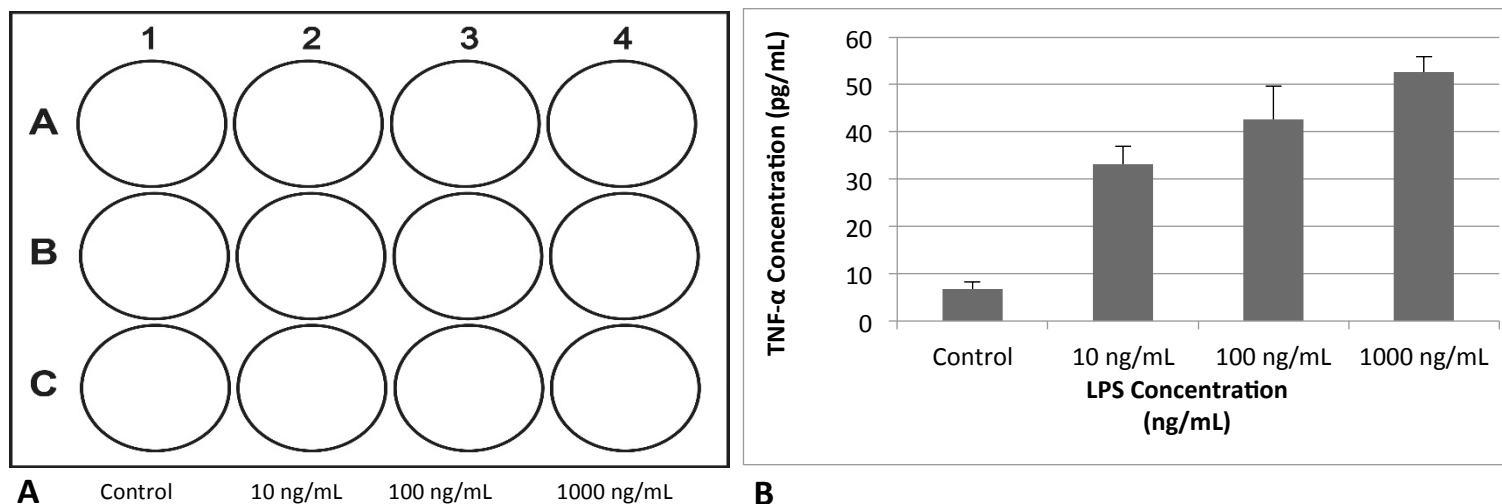 1 2 3 4
A
B
C
A Control 10 ng/mL 100 ng/mL 1000 ng/mL
TNF-α Concentration (pg/mL)
60
50
40
30
20
10
0
Control 10 ng/mL 100 ng/mL 1000 ng/mL
LPS Concentration
(ng/mL)
B